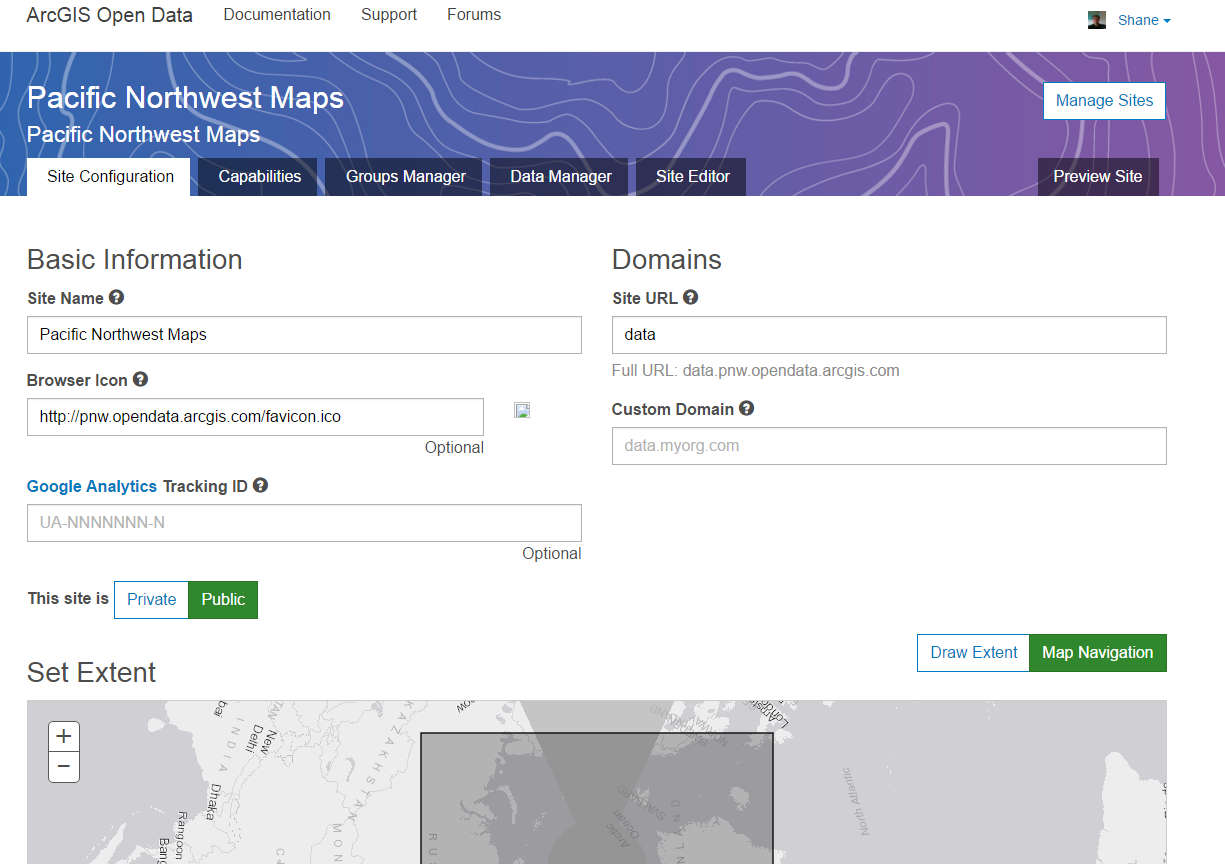 ArcGIS Open Data Documentation Support Forums Shane
Pacific Northwest Maps
Manage Sites
Pacific Northwest Maps
Site Configuration Capabilities Groups Manager Data Manager Site Editor Preview Site
Basic Information
Site Name
Pacific Northwest Maps
Browser Icon
http://pnw.opendata.arcgis.com/favicon.ico
Optional
Google Analytics Tracking ID
UA-NNNNNNN-N
Optional
This site is Private Public
Domains
Site URL
data
Full URL: data.pnw.opendata.arcgis.com
Custom Domain
data.myorg.com
Set Extent
Draw Extent Map Navigation
+
−
INDIA
New
Delhi
KAZAKHSTAN
Dhaka
Rangoon
SVALBARD
Arctic
Ocean
North Atlantic